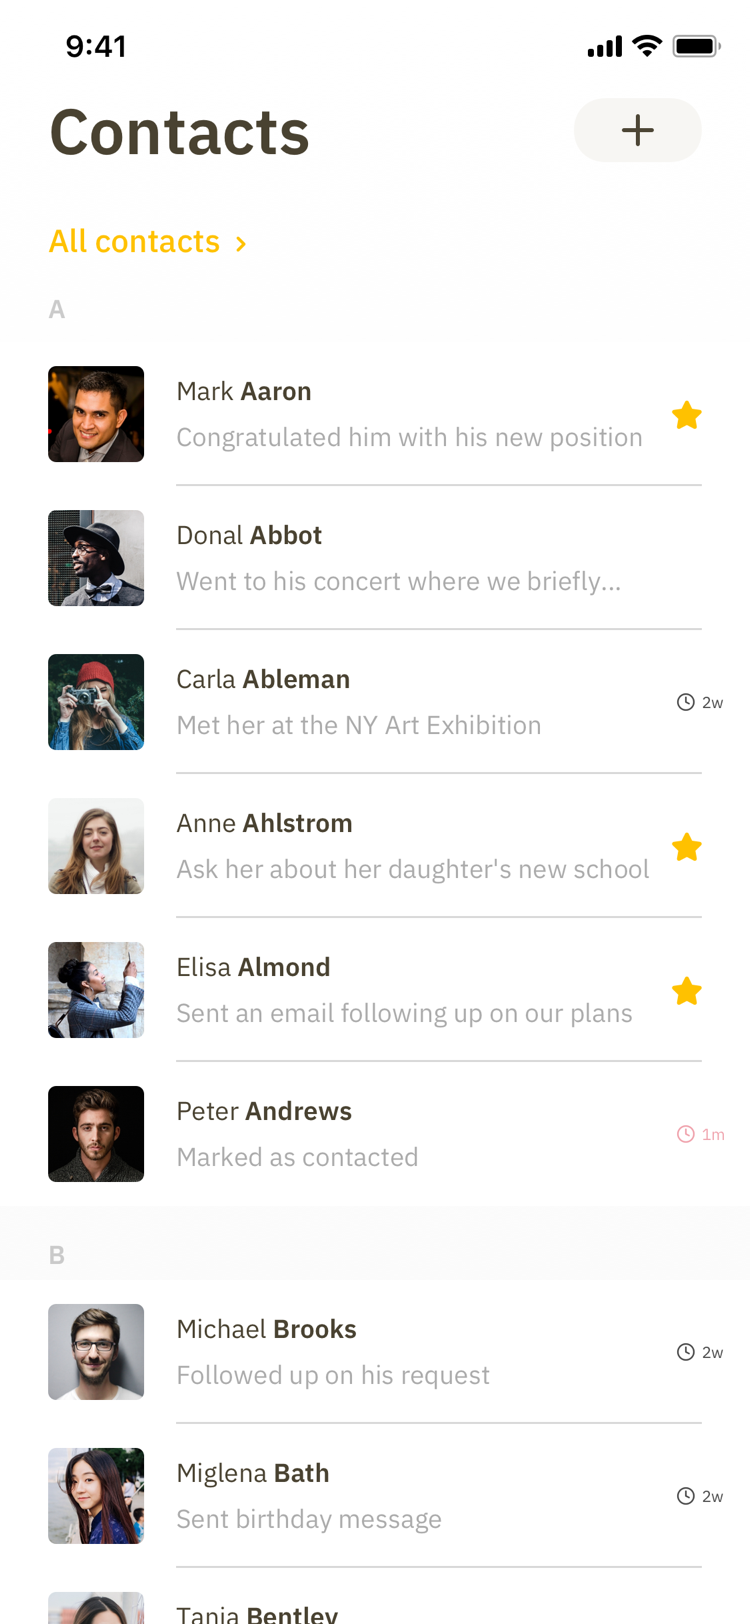 9:41
Contacts
All contacts
A
Mark Aaron
Congratulated him with his new position
Donal Abbot
Went to his concert where we briefly...
Carla Ableman
Met her at the NY Art Exhibition
2w
Anne Ahlstrom
Ask her about her daughter's new school
Elisa Almond
Sent an email following up on our plans
Peter Andrews
Marked as contacted
1m
B
Michael Brooks
Followed up on his request
2w
Miglena Bath
Sent birthday message
2w
Tania Bentley